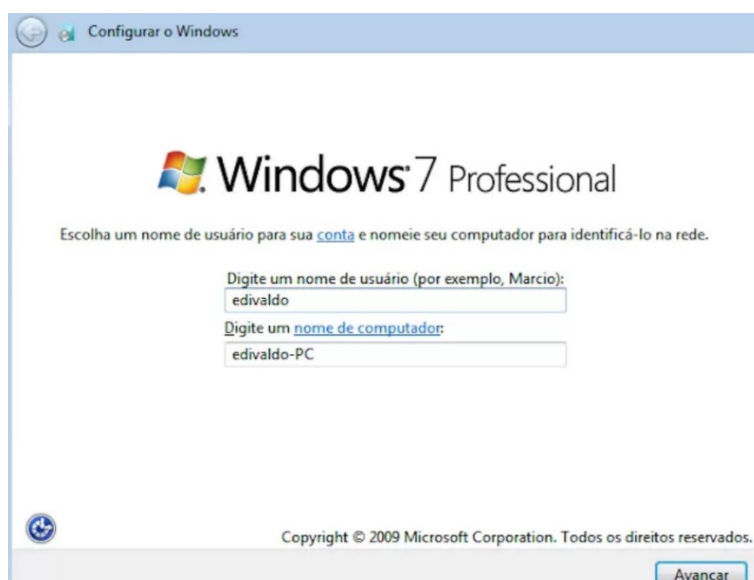 Configurar o Windows
Windows 7 Professional
Escolha um nome de usuário para sua conta e nomeie seu computador para identificá-lo na rede.
Digite um nome de usuário (por exemplo, Marcio):
edivaldo
Digite um nome de computador:
edivaldo-PC
Copyright © 2009 Microsoft Corporation. Todos os direitos reservados.
Avançar